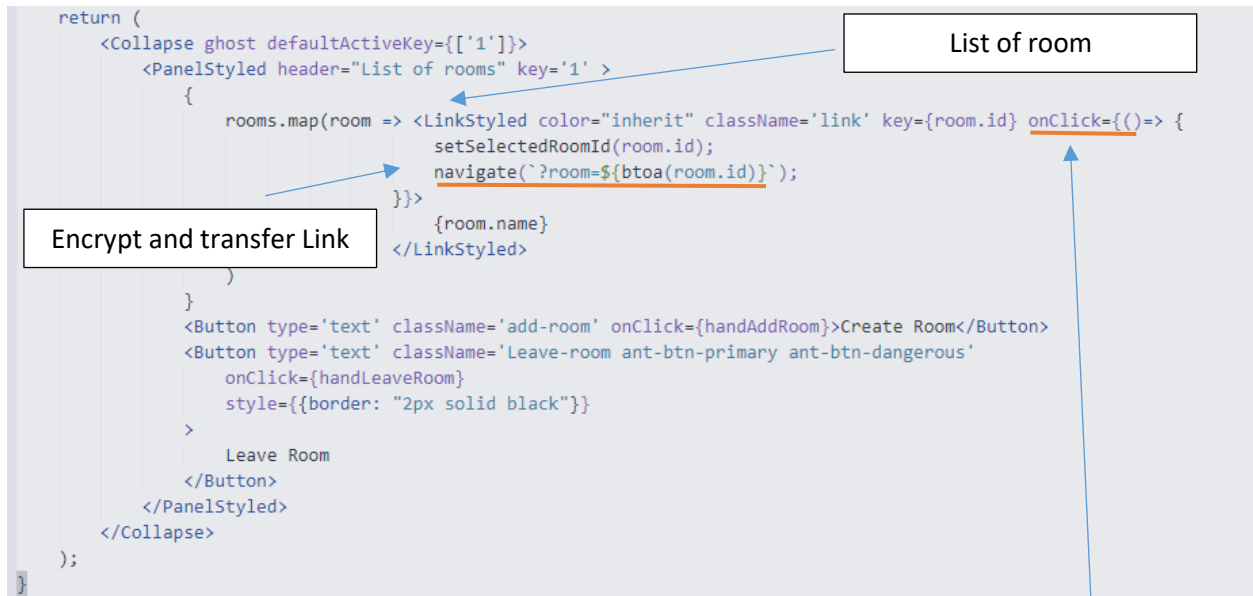 return (
<Collapse ghost defaultActiveKey={['1']}>
List of room
<PanelStyled header="List of rooms" key='1' >
{
rooms.map(room => <LinkStyled color="inherit" className='link' key={room.id} onClick={()=> {
setSelectedRoomId(room.id);
navigate(`?room=${btoa(room.id)}`);
}}>
{room.name}
Encrypt and transfer Link
</LinkStyled>
)
}
<Button type='text' className='add-room' onClick={handAddRoom}>Create Room</Button>
<Button type='text' className='Leave-room ant-btn-primary ant-btn-dangerous'
onClick={handLeaveRoom}
style={{border: "2px solid black"}}
>
Leave Room
</Button>
</PanelStyled>
</Collapse>
);
}